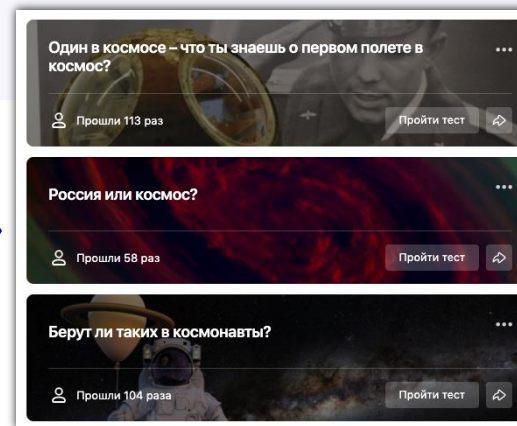 Один в космосе – что ты знаешь о первом полете в
космос?
Прошли 113 раз
Пройти тест
Россия или космос?
Прошли 58 раз
Пройти тест
Берут ли таких в космонавты?
Прошли 104 раза
Пройти тест